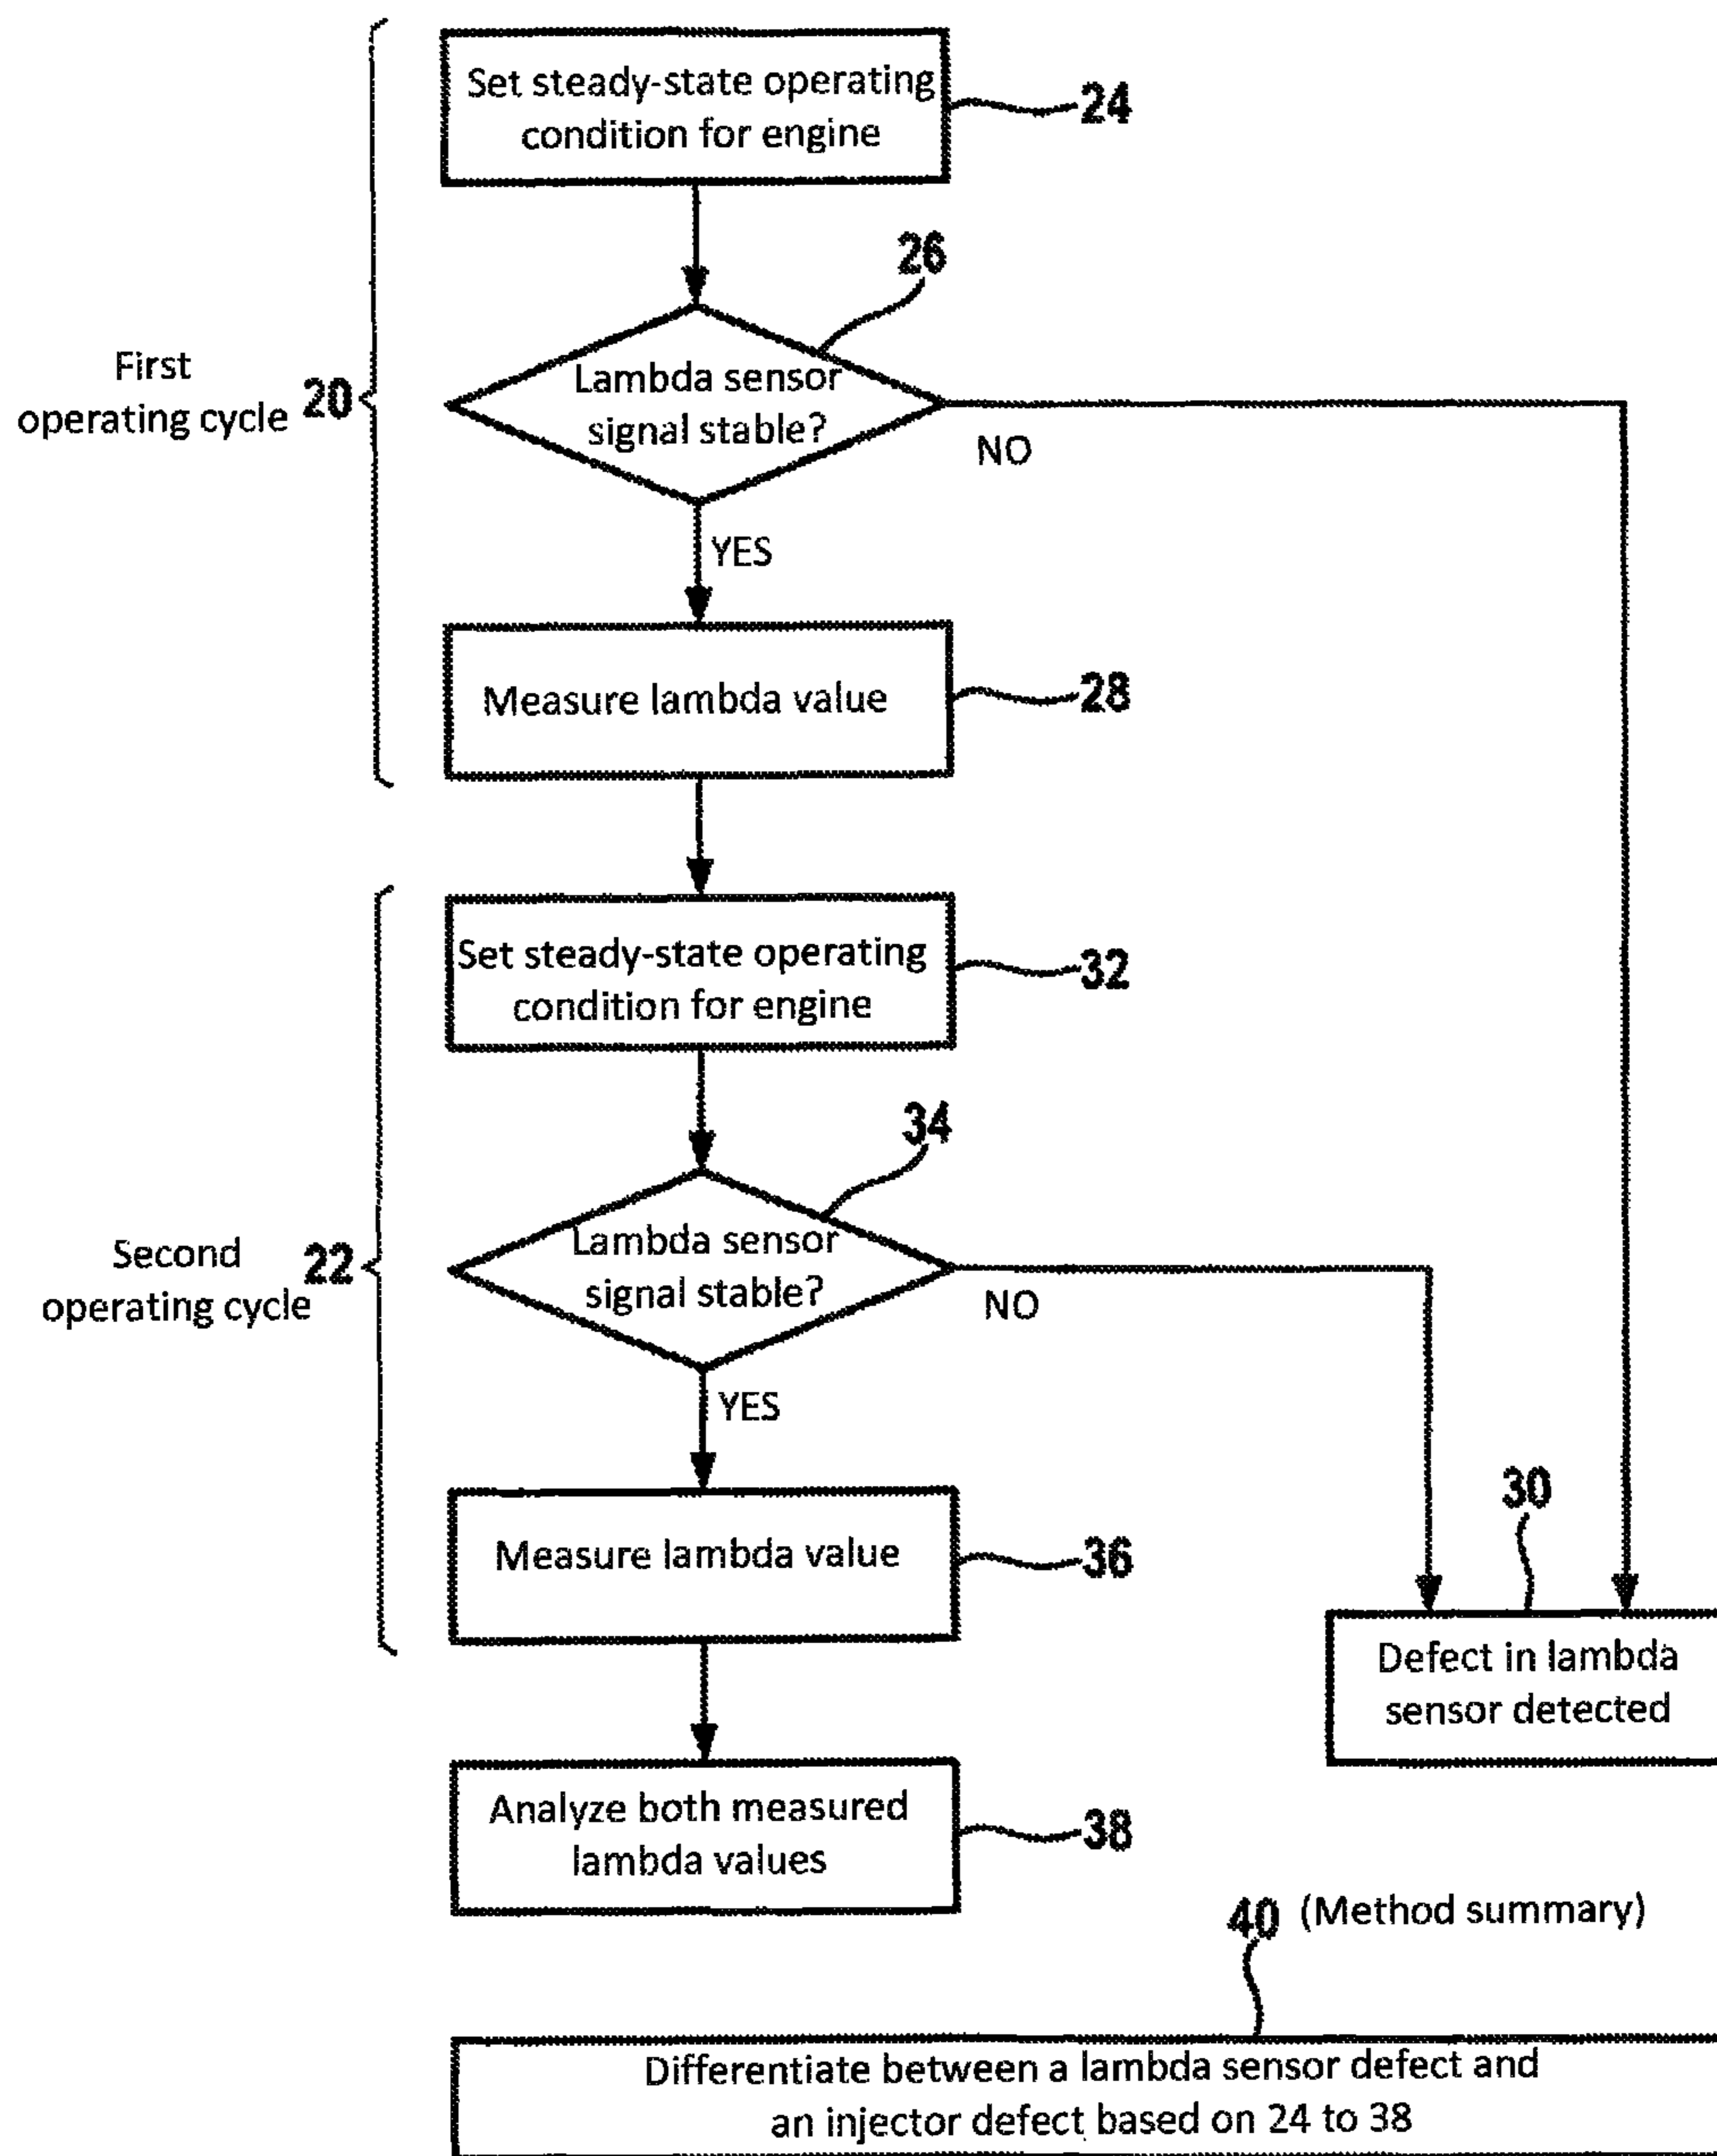 Set steady-state operating
condition for engine
24
26
First
operating cycle 20
Lambda sensor
signal stable?
NO
YES
Measure lambda value
28
Set steady-state operating
condition for engine
32
34
Second
operating cycle 22
Lambda sensor
signal stable?
NO
YES
Measure lambda value
36
30
Defect in lambda
sensor detected
Analyze both measured
lambda values
38
40 (Method summary)
Differentiate between a lambda sensor defect and
an injector defect based on 24 to 38